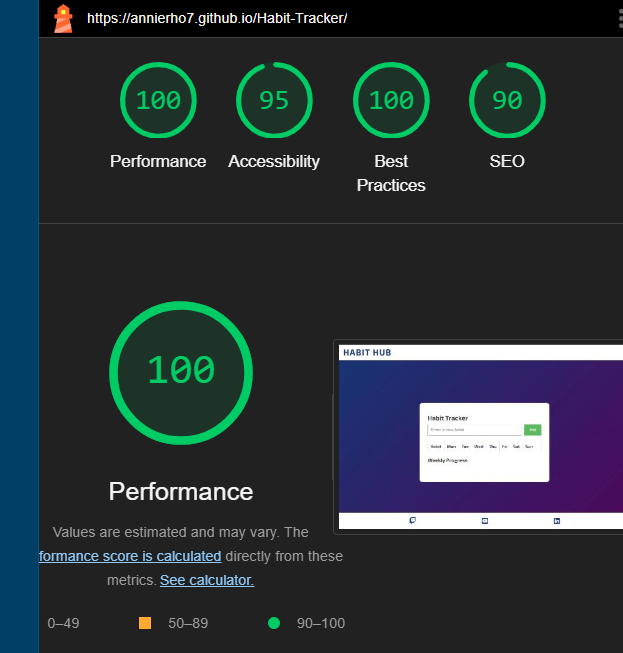 https://annierho7.github.io/Habit-Tracker/
100
95
100
90
Performance
Accessibility
Best
Practices
SEO
100
HABIT HUB
Habit Tracker
Enter a new habit
Add
Habit Mon Tue Wed Thu Fri Sat Sun
Weekly Progress
Performance
Values are estimated and may vary. The
formance score is calculated directly from these
metrics. See calculator.
0–49
50–89
90–100